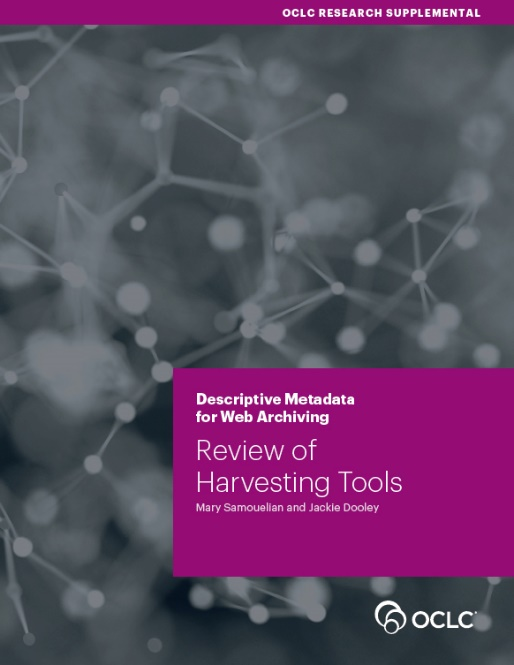 OCLC RESEARCH SUPPLEMENTAL
Descriptive Metadata
for Web Archiving
Review of
Harvesting Tools
Mary Samouelian and Jackie Dooley
OCLC